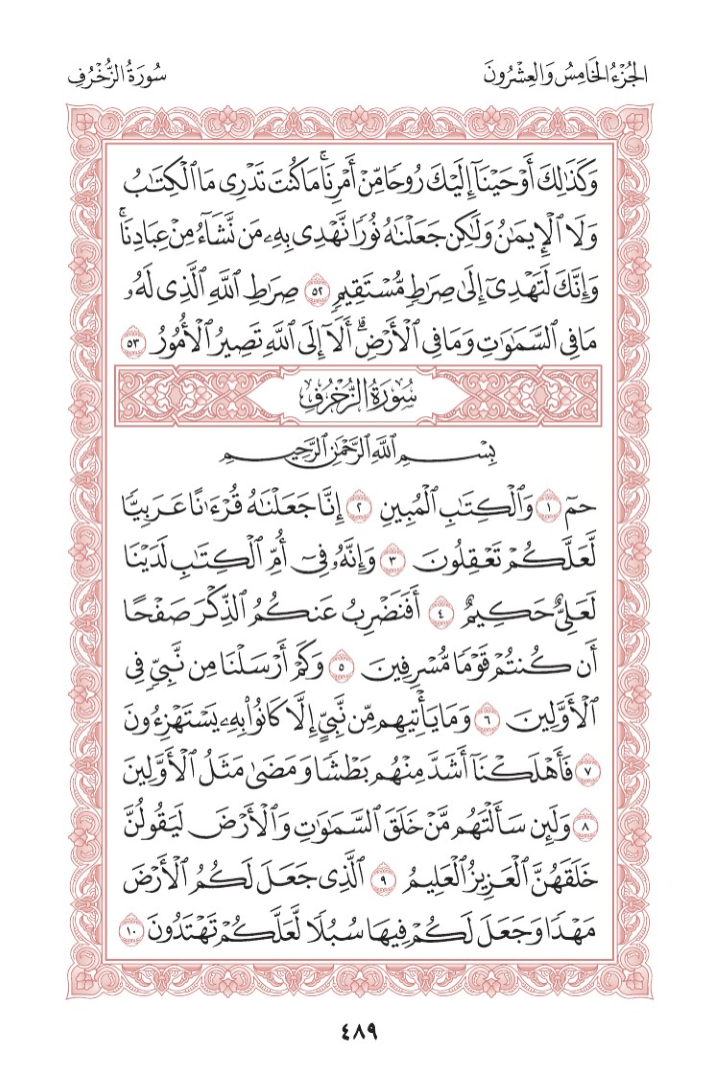 الجُزْءُ الخَامِسُ وَالعِشْرُونَ
سُورَةُ الزُّخْرُفِ
وَكَذَٰلِكَ أَوْحَيْنَآ إِلَيْكَ رُوحًا مِّنْ أَمْرِنَاۚ مَا كُنتَ تَدْرِى مَا ٱلْكِتَٰبُ
وَلَا ٱلْإِيمَٰنُ وَلَٰكِن جَعَلْنَٰهُ نُورًا نَّهْدِى بِهِۦ مَن نَّشَآءُ مِنْ عِبَادِنَاۚ
وَإِنَّكَ لَتَهْدِىٓ إِلَىٰ صِرَٰطٍ مُّسْتَقِيمٍ ٥٢ صِرَٰطِ ٱللَّهِ ٱلَّذِى لَهُۥ
مَا فِى ٱلسَّمَٰوَٰتِ وَمَا فِى ٱلْأَرْضِۗ أَلَآ إِلَى ٱللَّهِ تَصِيرُ ٱلْأُمُورُ ٥٣
سُورَةُ الزُّخْرُفِ
بِسْمِ ٱللَّهِ ٱلرَّحْمَٰنِ ٱلرَّحِيمِ
حمٓ ١ وَٱلْكِتَٰبِ ٱلْمُبِينِ ٢ إِنَّا جَعَلْنَٰهُ قُرْءَٰنًا عَرَبِيًّا
لَّعَلَّكُمْ تَعْقِلُونَ ٣ وَإِنَّهُۥ فِىٓ أُمِّ ٱلْكِتَٰبِ لَدَيْنَا
لَعَلِىٌّ حَكِيمٌ ٤ أَفَنَضْرِبُ عَنكُمُ ٱلذِّكْرَ صَفْحًا
أَن كُنتُمْ قَوْمًا مُّسْرِفِينَ ٥ وَكَمْ أَرْسَلْنَا مِن نَّبِىٍّ فِى
ٱلْأَوَّلِينَ ٦ وَمَا يَأْتِيهِم مِّن نَّبِىٍّ إِلَّا كَانُوا۟ بِهِۦ يَسْتَهْزِءُونَ
٧ فَأَهْلَكْنَآ أَشَدَّ مِنْهُم بَطْشًا وَمَضَىٰ مَثَلُ ٱلْأَوَّلِينَ
٨ وَلَئِن سَأَلْتَهُم مَّنْ خَلَقَ ٱلسَّمَٰوَٰتِ وَٱلْأَرْضَ لَيَقُولُنَّ
خَلَقَهُنَّ ٱلْعَزِيزُ ٱلْعَلِيمُ ٩ ٱلَّذِى جَعَلَ لَكُمُ ٱلْأَرْضَ
مَهْدًا وَجَعَلَ لَكُمْ فِيهَا سُبُلًا لَّعَلَّكُمْ تَهْتَدُونَ ١٠
٤٨٩